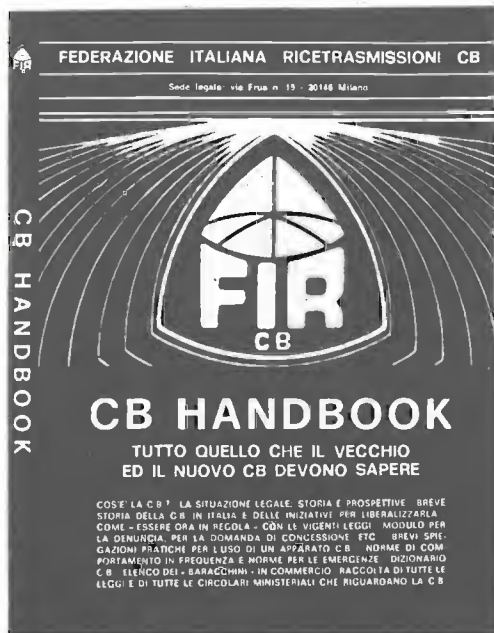 FIR
FEDERAZIONE ITALIANA RICETRASMISSIONI CB
Sede legale: via Frua n. 19 - 20146 Milano
CB HANDBOOK
FIR
CB
CB HANDBOOK
TUTTO QUELLO CHE IL VECCHIO
ED IL NUOVO CB DEVONO SAPERE
COS'E' LA C B ? LA SITUAZIONE LEGALE: STORIA E PROSPETTIVE BREVE
STORIA DELLA C B IN ITALIA E DELLE INIZIATIVE PER LIBERALIZZARLA
COME - ESSERE ORA IN REGOLA - CON LE VIGENTI LEGGI MODULO PER
LA DENUNCIA, PER LA DOMANDA DI CONCESSIONE ETC BREVI SPIE-
GAZIONI PRATICHE PER L'USO DI UN APPARATO C B NORME DI COM-
PORTAMENTO IN FREQUENZA E NORME PER LE EMERGENZE DIZIONARIO
C B ELENCO DEI - BARACCHINI - IN COMMERCIO RACCOLTA DI TUTTE LE
LEGGI E DI TUTTE LE CIRCOLARI MINISTERIALI CHE RIGUARDANO LA C B